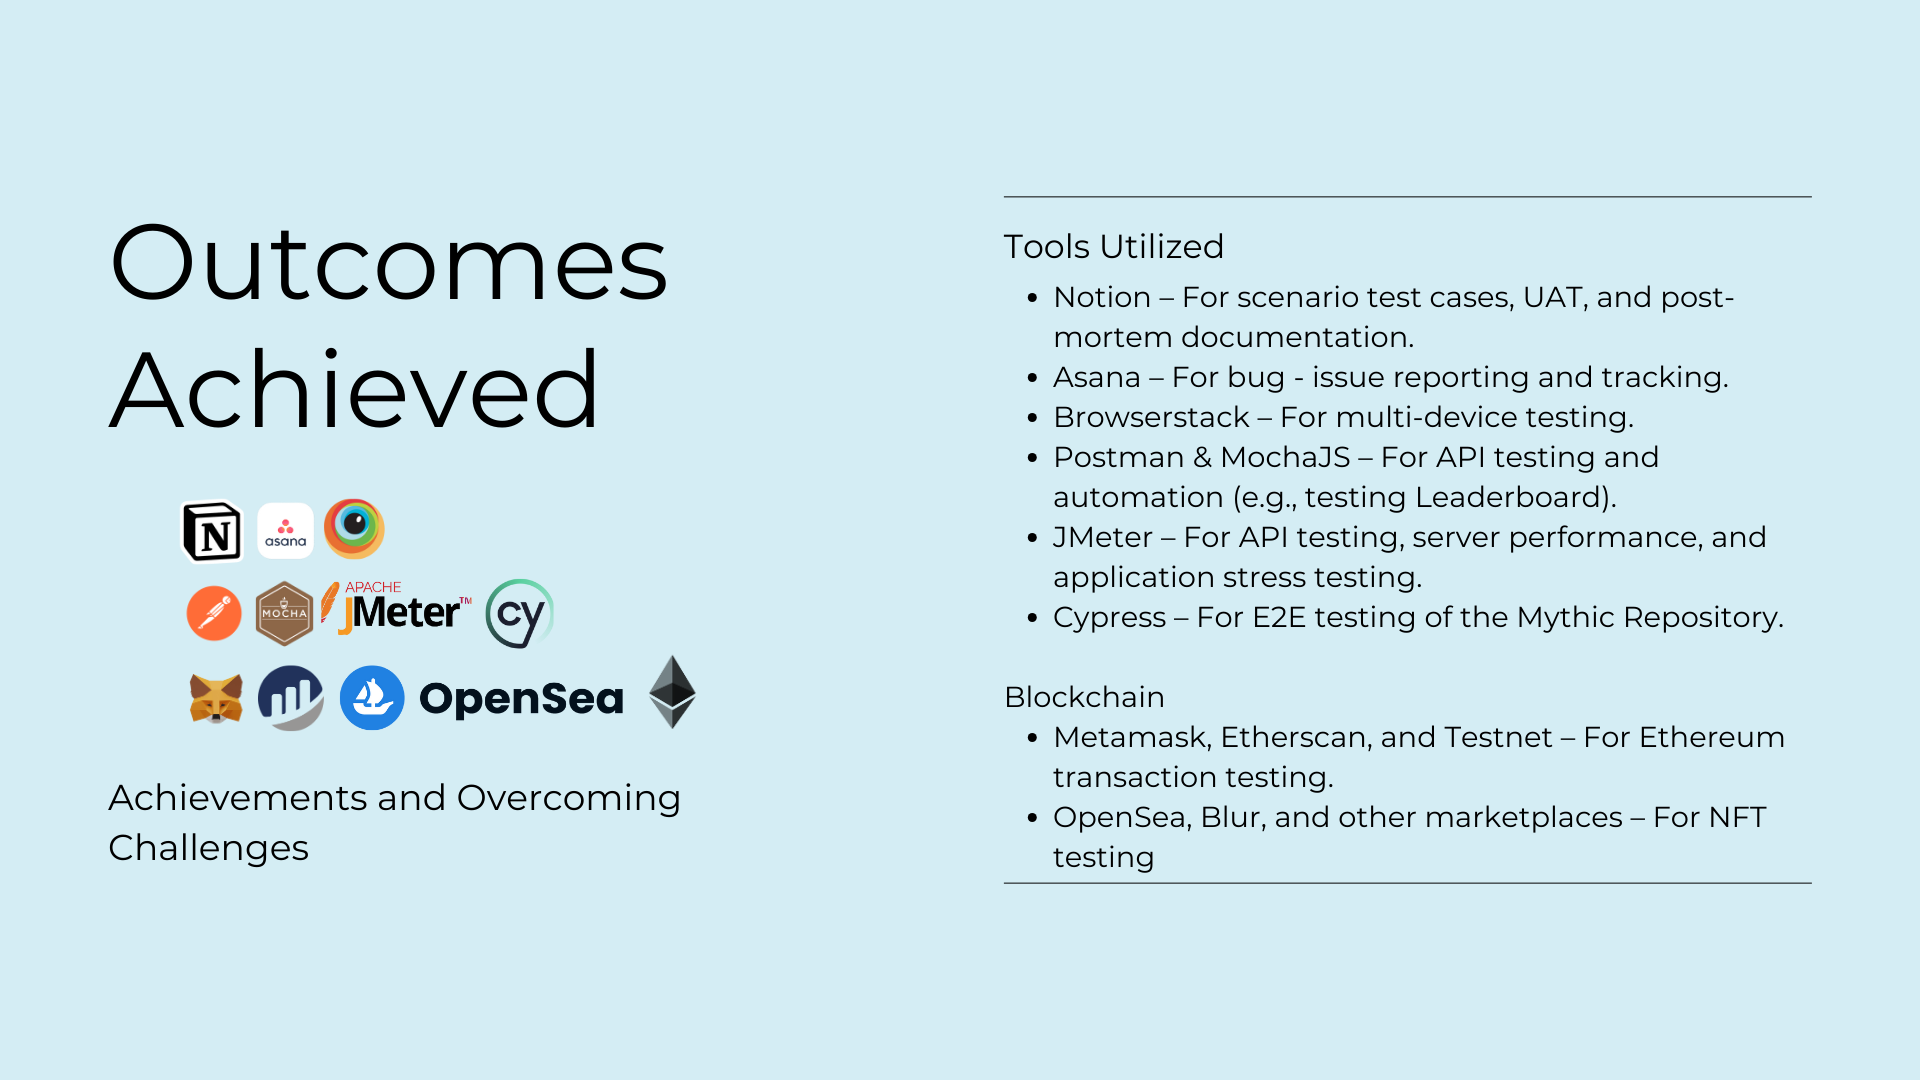 Outcomes
Achieved
N
asana
MOCHA
APACHE
JMeter™
cy
OpenSea
Achievements and Overcoming
Challenges
Tools Utilized
• Notion – For scenario test cases, UAT, and post-
mortem documentation.
• Asana – For bug - issue reporting and tracking.
• Browserstack – For multi-device testing.
• Postman & MochaJS – For API testing and
automation (e.g., testing Leaderboard).
• JMeter – For API testing, server performance, and
application stress testing.
• Cypress – For E2E testing of the Mythic Repository.
Blockchain
• Metamask, Etherscan, and Testnet – For Ethereum
transaction testing.
• OpenSea, Blur, and other marketplaces – For NFT
testing